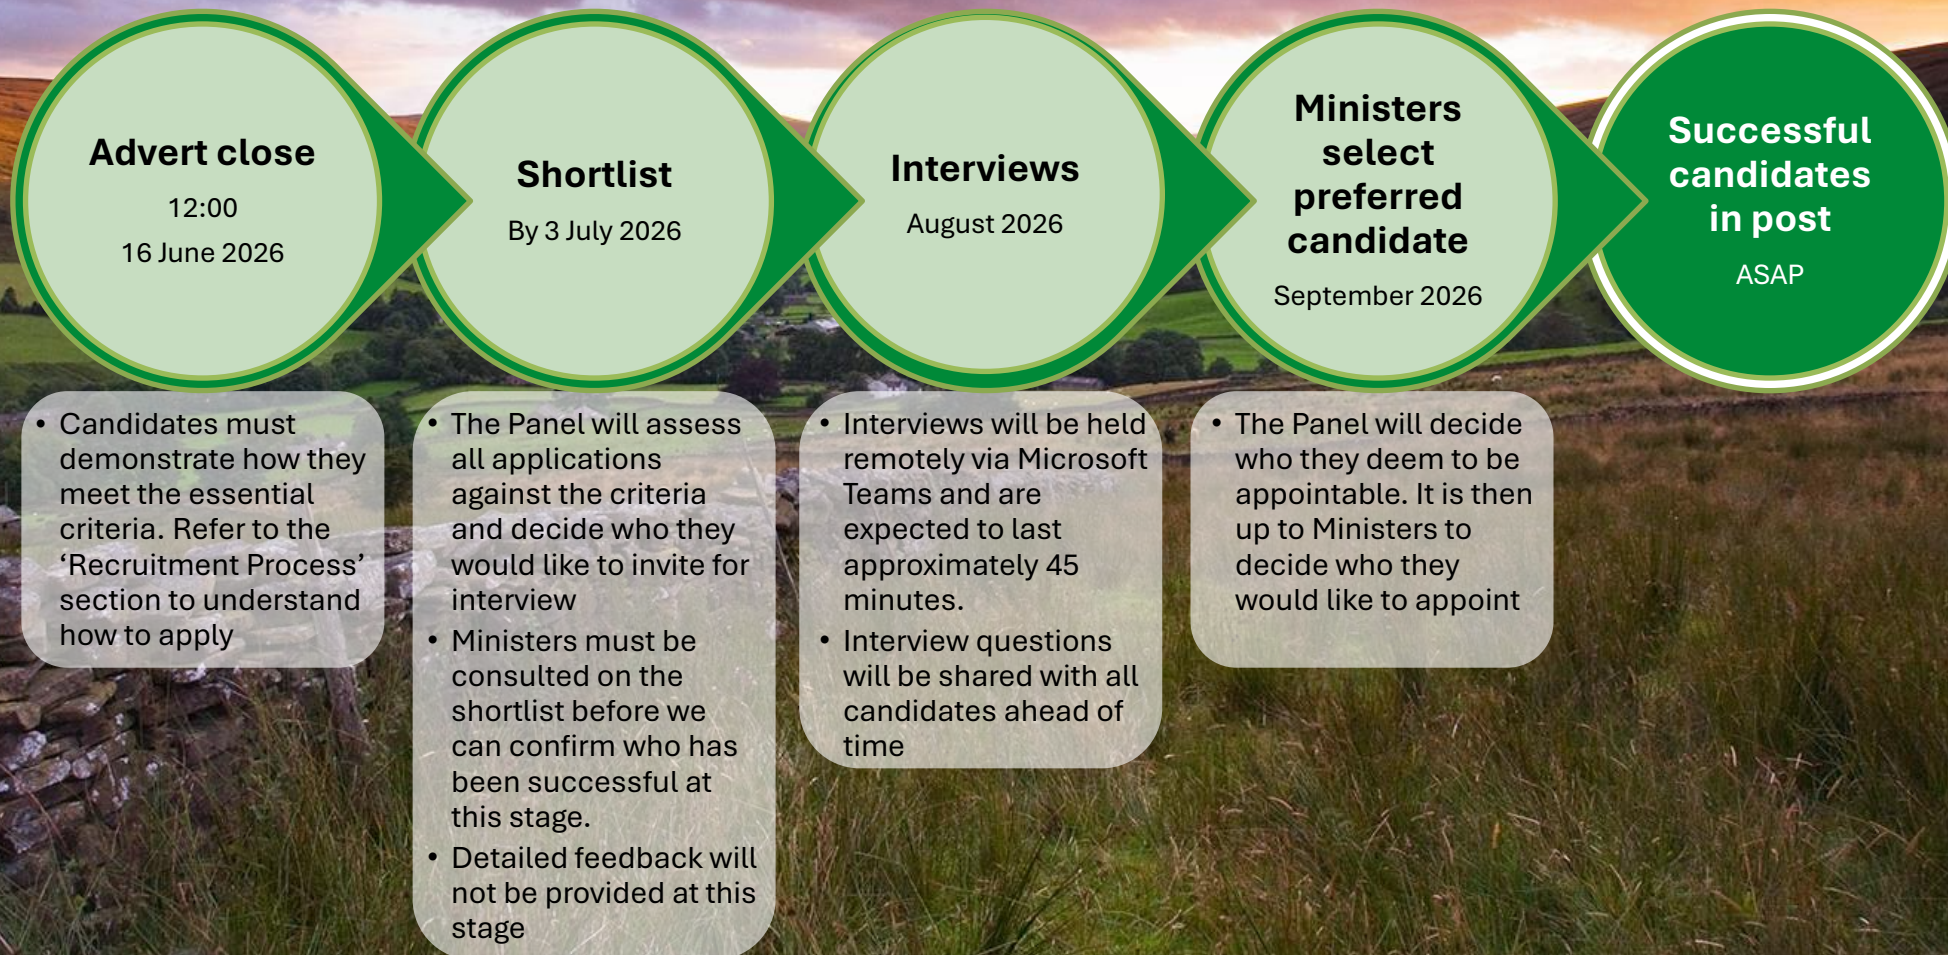 Advert close
12:00
16 June 2026
• Candidates must
demonstrate how they
meet the essential
criteria. Refer to the
‘Recruitment Process’
section to understand
how to apply
Shortlist
By 3 July 2026
• The Panel will assess
all applications
against the criteria
and decide who they
would like to invite for
interview
• Ministers must be
consulted on the
shortlist before we
can confirm who has
been successful at
this stage.
• Detailed feedback will
not be provided at this
stage
Interviews
August 2026
• Interviews will be held
remotely via Microsoft
Teams and are
expected to last
approximately 45
minutes.
• Interview questions
will be shared with all
candidates ahead of
time
Ministers
select
preferred
candidate
September 2026
• The Panel will decide
who they deem to be
appointable. It is then
up to Ministers to
decide who they
would like to appoint
Successful
candidates
in post
ASAP